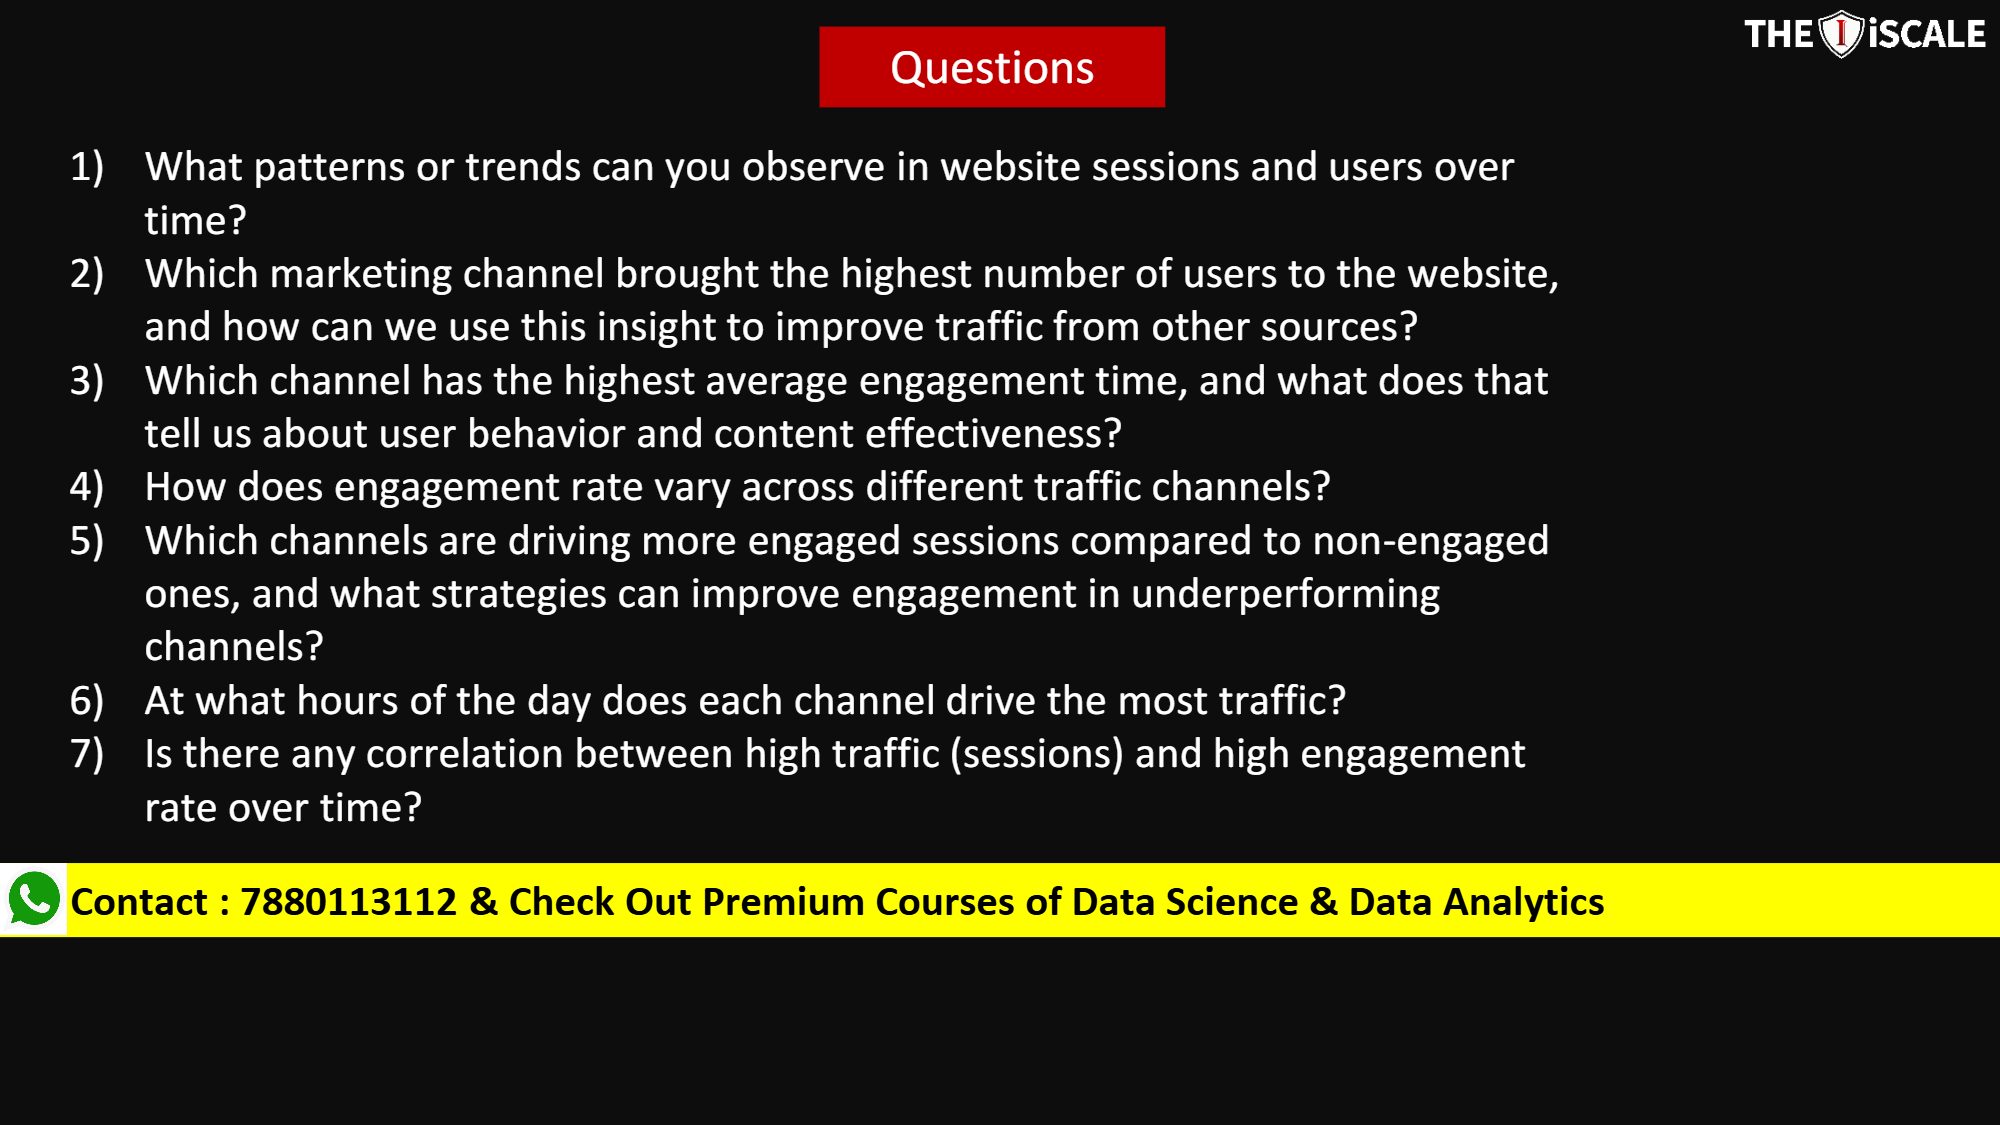 THE iSCALE
Questions
1) What patterns or trends can you observe in website sessions and users over
time?
2) Which marketing channel brought the highest number of users to the website,
and how can we use this insight to improve traffic from other sources?
3) Which channel has the highest average engagement time, and what does that
tell us about user behavior and content effectiveness?
4) How does engagement rate vary across different traffic channels?
5) Which channels are driving more engaged sessions compared to non-engaged
ones, and what strategies can improve engagement in underperforming
channels?
6) At what hours of the day does each channel drive the most traffic?
7) Is there any correlation between high traffic (sessions) and high engagement
rate over time?
Contact : 7880113112 & Check Out Premium Courses of Data Science & Data Analytics